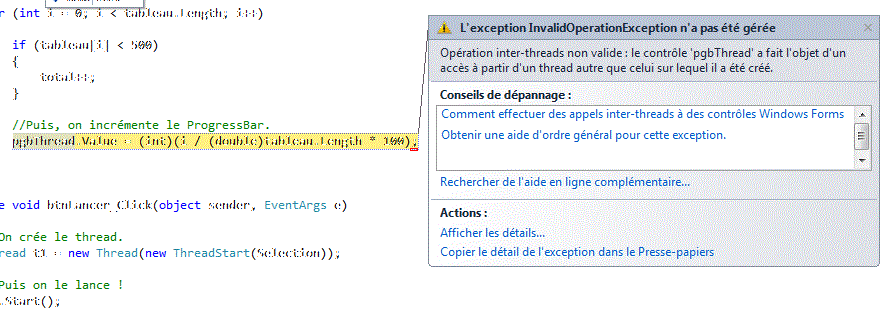 r (int i = 0; i < tableau.Length; i++)
if (tableau[i] < 500)
{
total++;
}
//Puis, on incrémente le ProgressBar.
pgbThread.Value = (int)(i / (double)tableau.Length * 100);
e void btnLancer_Click(object sender, EventArgs e)
On crée le thread.
read t1 = new Thread(new ThreadStart(Selection));
Puis on le lance !
.Start();
L'exception InvalidOperationException n'a pas été gérée
Opération inter-threads non valide : le contrôle 'pgbThread' a fait l'objet d'un
accès à partir d'un thread autre que celui sur lequel il a été créé.
Conseils de dépannage :
Comment effectuer des appels inter-threads à des contrôles Windows Forms
Obtenir une aide d'ordre général pour cette exception.
Rechercher de l'aide en ligne complémentaire...
Actions :
Afficher les détails...
Copier le détail de l'exception dans le Presse-papiers